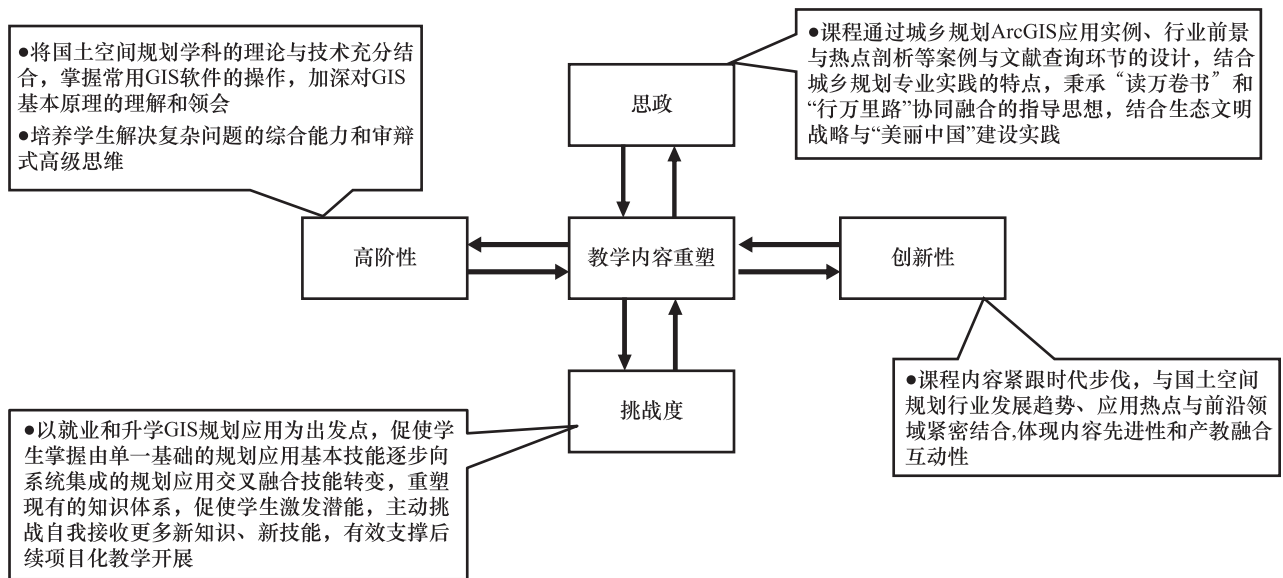 ●将国土空间规划学科的理论与技术充分结
合，掌握常用GIS软件的操作，加深对GIS
基本原理的理解和领会
●培养学生解决复杂问题的综合能力和审辩
式高级思维
●课程通过城乡规划ArcGIS应用实例、行业前景
与热点剖析等案例与文献查询环节的设计，结合
城乡规划专业实践的特点，秉承“读万卷书”和
“行万里路”协同融合的指导思想，结合生态文明
战略与“美丽中国”建设实践
思政
高阶性
教学内容重塑
创新性
挑战度
●课程内容紧跟时代步伐，与国土空间
规划行业发展趋势、应用热点与前沿领
域紧密结合,体现内容先进性和产教融合
互动性
●以就业和升学GIS规划应用为出发点，促使学
生掌握由单一基础的规划应用基本技能逐步向
系统集成的规划应用交叉融合技能转变，重塑
现有的知识体系，促使学生激发潜能，主动挑
战自我接收更多新知识、新技能，有效支撑后
续项目化教学开展